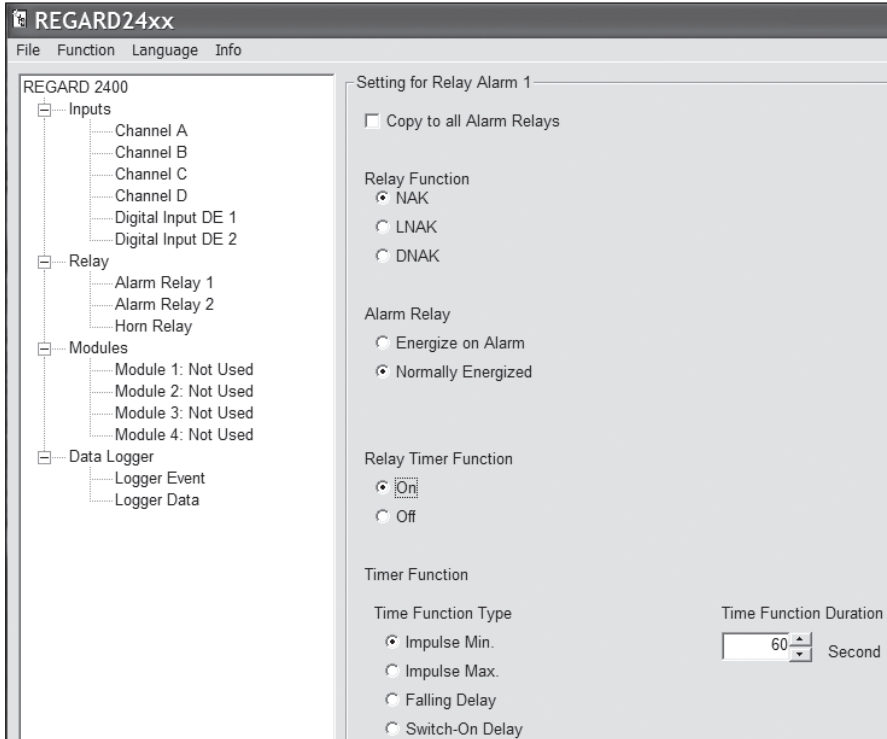 REGARD24xx
File Function Language Info
REGARD 2400
Inputs
Channel A
Channel B
Channel C
Channel D
Digital Input DE 1
Digital Input DE 2
Relay
Alarm Relay 1
Alarm Relay 2
Horn Relay
Modules
Module 1: Not Used
Module 2: Not Used
Module 3: Not Used
Module 4: Not Used
Data Logger
Logger Event
Logger Data
Setting for Relay Alarm 1
Copy to all Alarm Relays
Relay Function
NAK
LNAK
DNAK
Alarm Relay
Energize on Alarm
Normally Energized
Relay Timer Function
On
Off
Timer Function
Time Function Type
Impulse Min.
Impulse Max.
Falling Delay
Switch-On Delay
Time Function Duration
60 Second